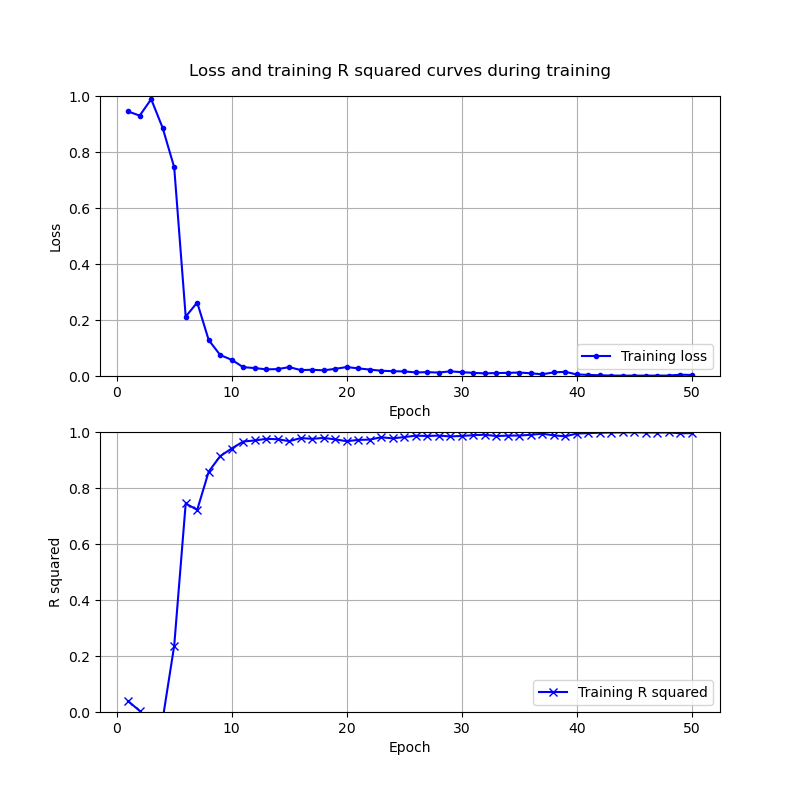 Loss and training R squared curves during training
1.0
0.8
0.6
0.4
0.2
0.0
Loss
Training loss
0 10 20 30 40 50
Epoch
1.0
0.8
0.6
0.4
0.2
0.0
R squared
Training R squared
0 10 20 30 40 50
Epoch